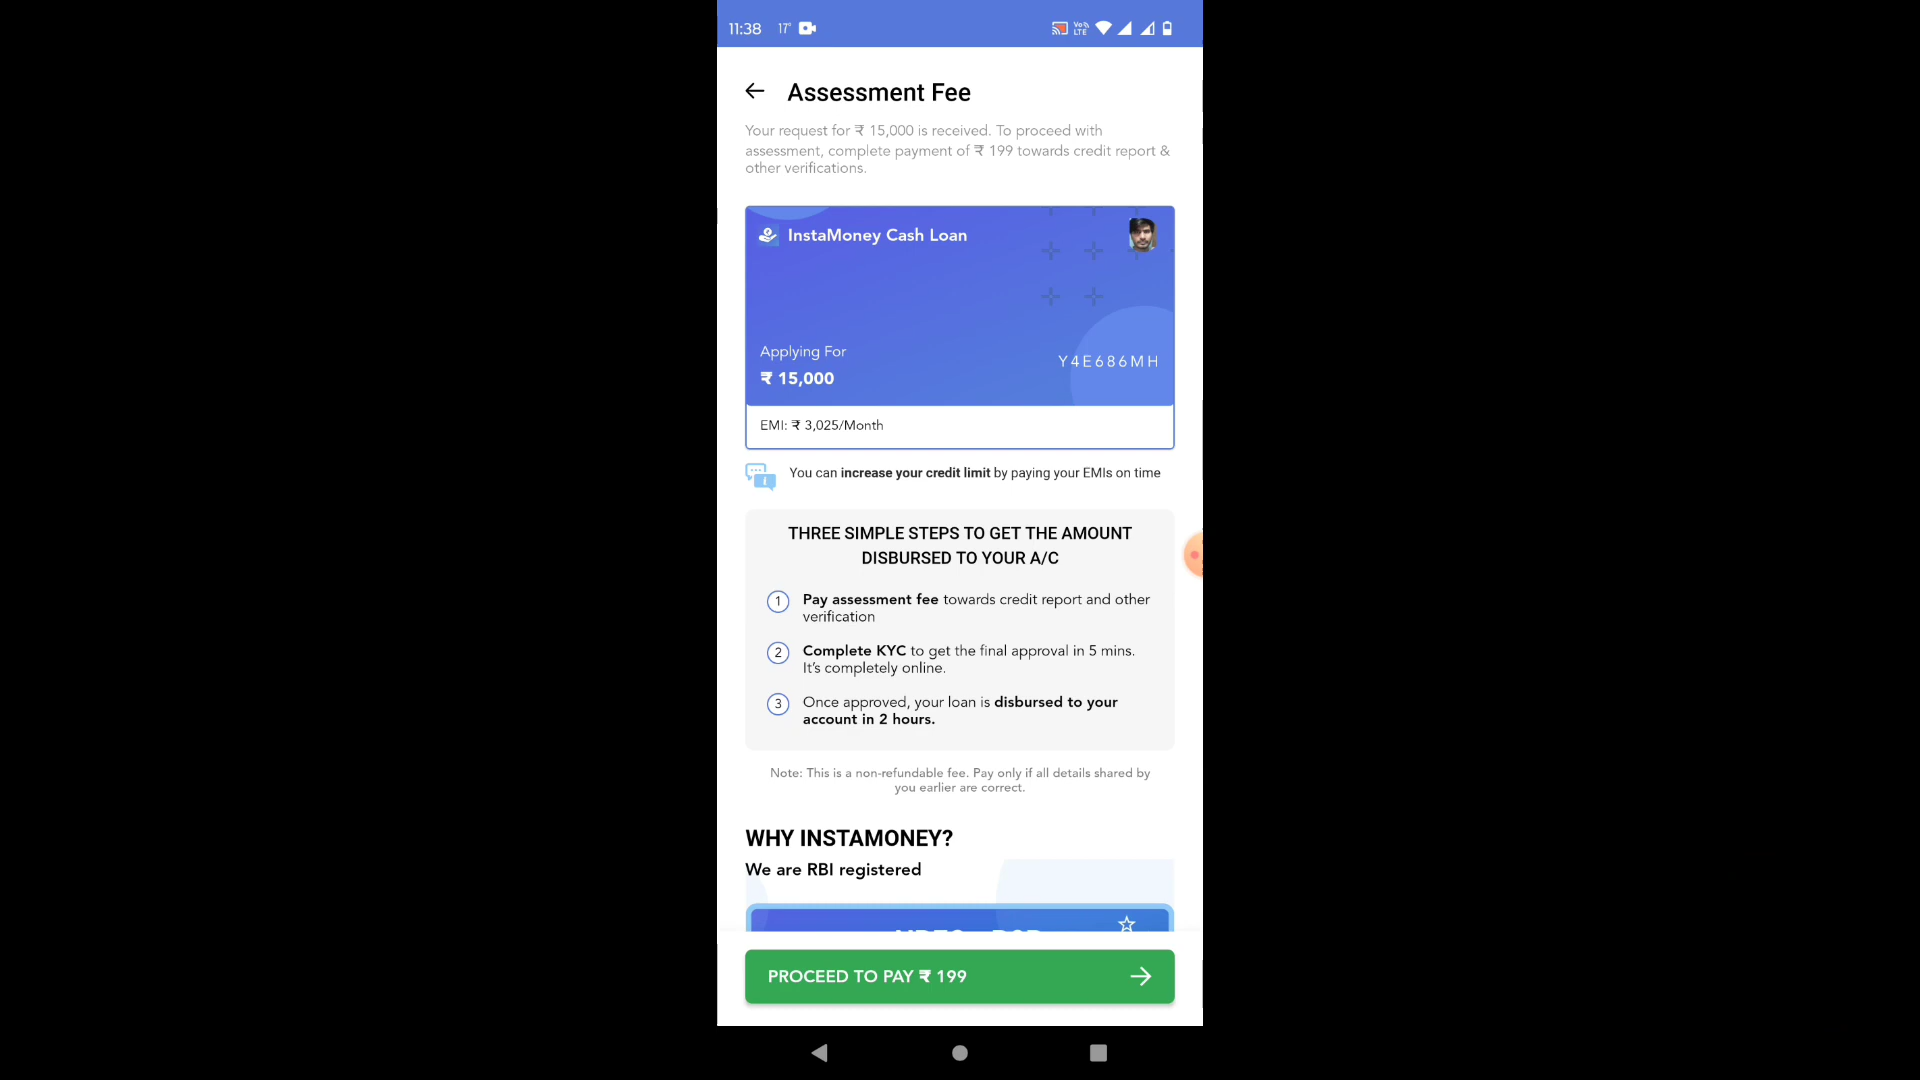 11:38 17°
Vo))
LTE
Assessment Fee
Your request for ₹ 15,000 is received. To proceed with
assessment, complete payment of ₹ 199 towards credit report &
other verifications.
InstaMoney Cash Loan
Applying For
₹ 15,000
Y4E686MH
EMI: ₹ 3,025/Month
You can increase your credit limit by paying your EMIs on time
THREE SIMPLE STEPS TO GET THE AMOUNT
DISBURSED TO YOUR A/C
1 Pay assessment fee towards credit report and other
verification
2 Complete KYC to get the final approval in 5 mins.
It's completely online.
3 Once approved, your loan is disbursed to your
account in 2 hours.
Note: This is a non-refundable fee. Pay only if all details shared by
you earlier are correct.
WHY INSTAMONEY?
We are RBI registered
PROCEED TO PAY ₹ 199